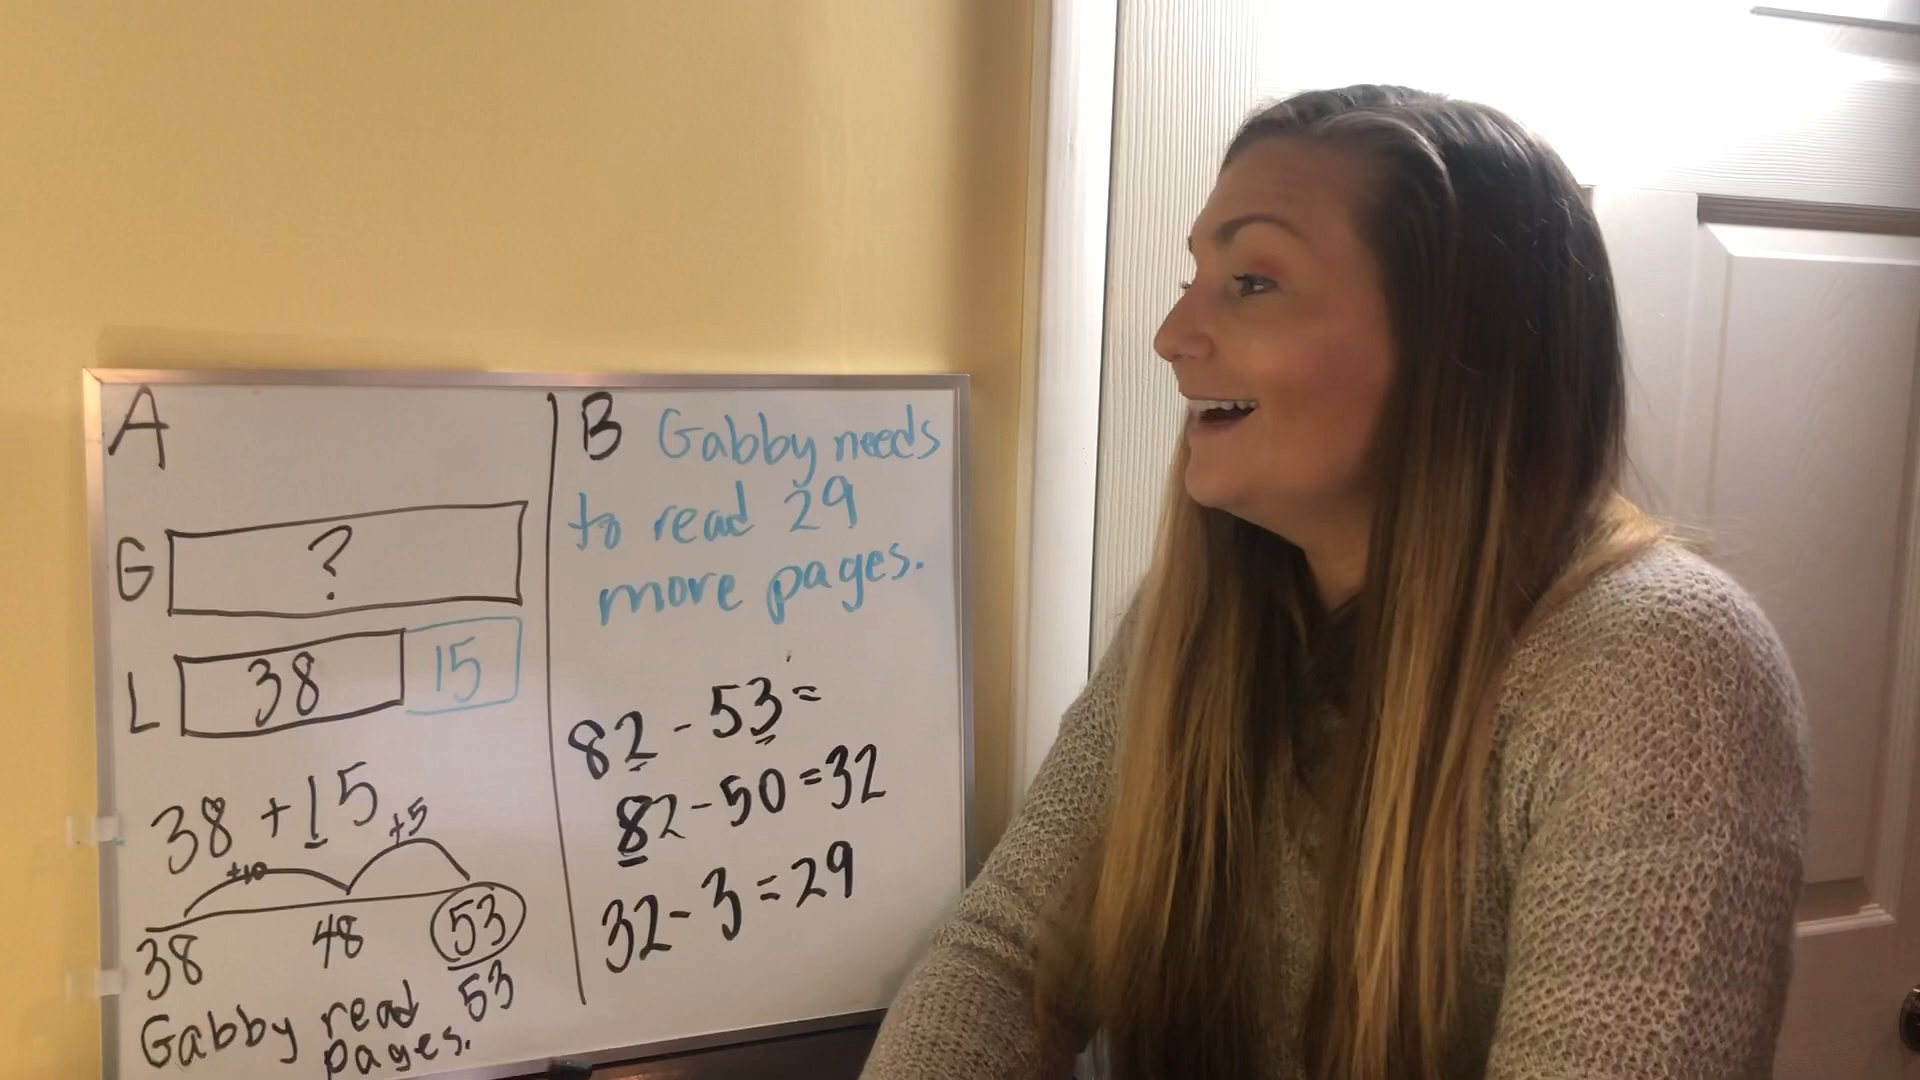 A
G ?
L 38 15
38 + 15
+10 +5
38 48 53
Gabby read 53
pages.
B Gabby needs
to read 29
more pages.
82 - 53 =
82 - 50 = 32
32 - 3 = 29